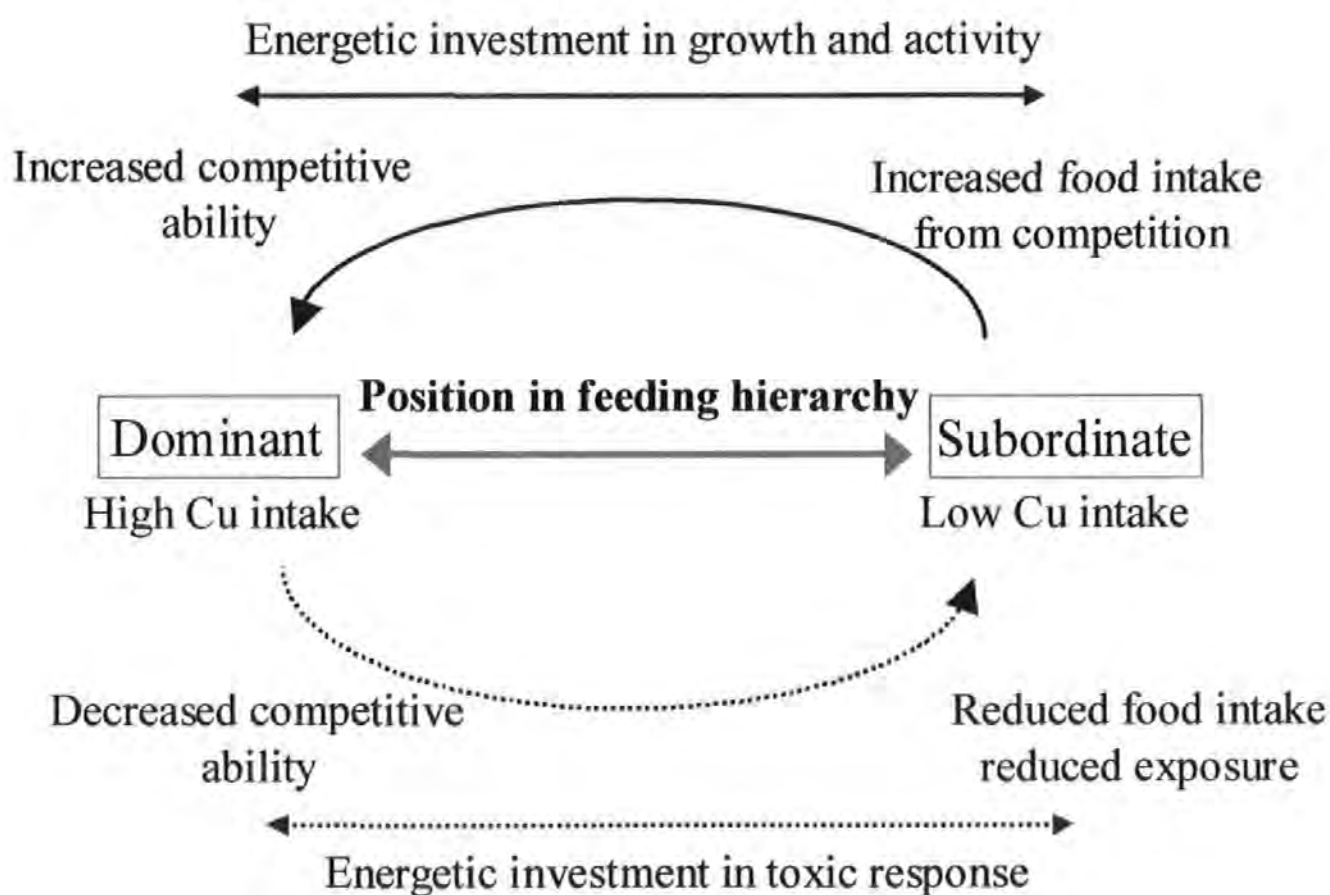 Energetic investment in growth and activity
Increased competitive
ability
Increased food intake
from competition
Position in feeding hierarchy
Dominant
Subordinate
High Cu intake
Low Cu intake
Decreased competitive
ability
Reduced food intake
reduced exposure
Energetic investment in toxic response